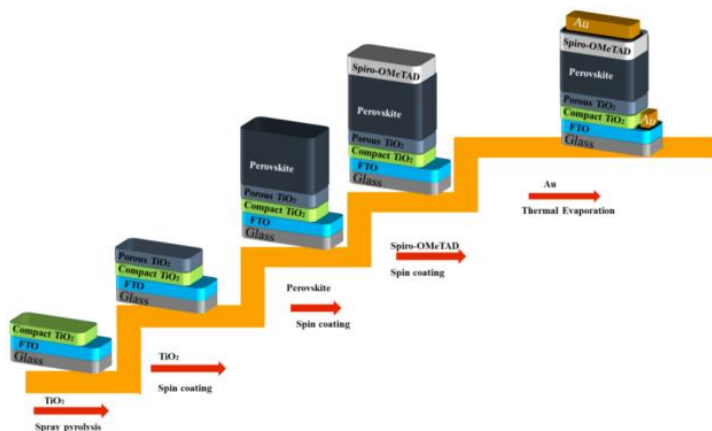 Au
Spiro-OMeTAD
Perovskite
Porous TiO₂
Compact TiO₂
Au
FTO
Glass
Spiro-OMeTAD
Perovskite
Porous TiO₂
Compact TiO₂
FTO
Glass
Perovskite
Porous TiO₂
Compact TiO₂
FTO
Glass
Porous TiO₂
Compact TiO₂
FTO
Glass
Compact TiO₂
FTO
Glass
Au
Thermal Evaporation
Spiro-OMeTAD
Spin coating
Perovskite
Spin coating
TiO₂
Spin coating
TiO₂
Spray pyrolysis